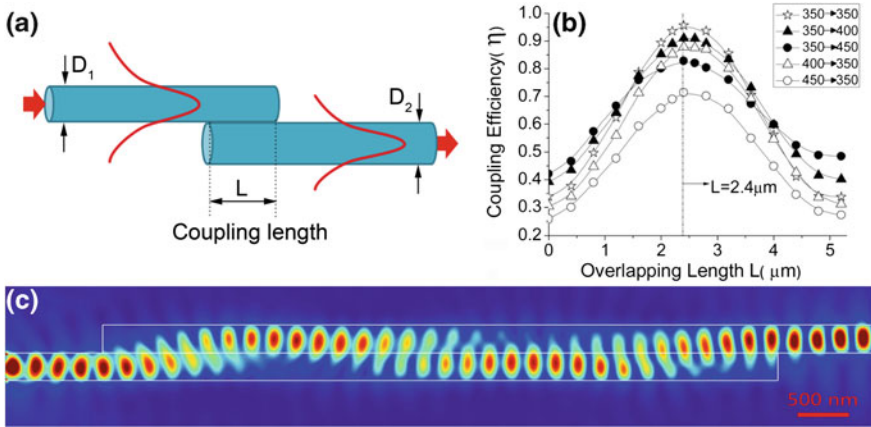 (a)
D₁
D₂
L
Coupling length
(b)
Coupling Efficiency( η)
1.0
0.9
0.8
0.7
0.6
0.5
0.4
0.3
0.2
350➤350
350➤400
350➤450
400➤350
450➤350
L=2.4μm
0 1 2 3 4 5
Overlapping Length L( μm)
(c)
500 nm